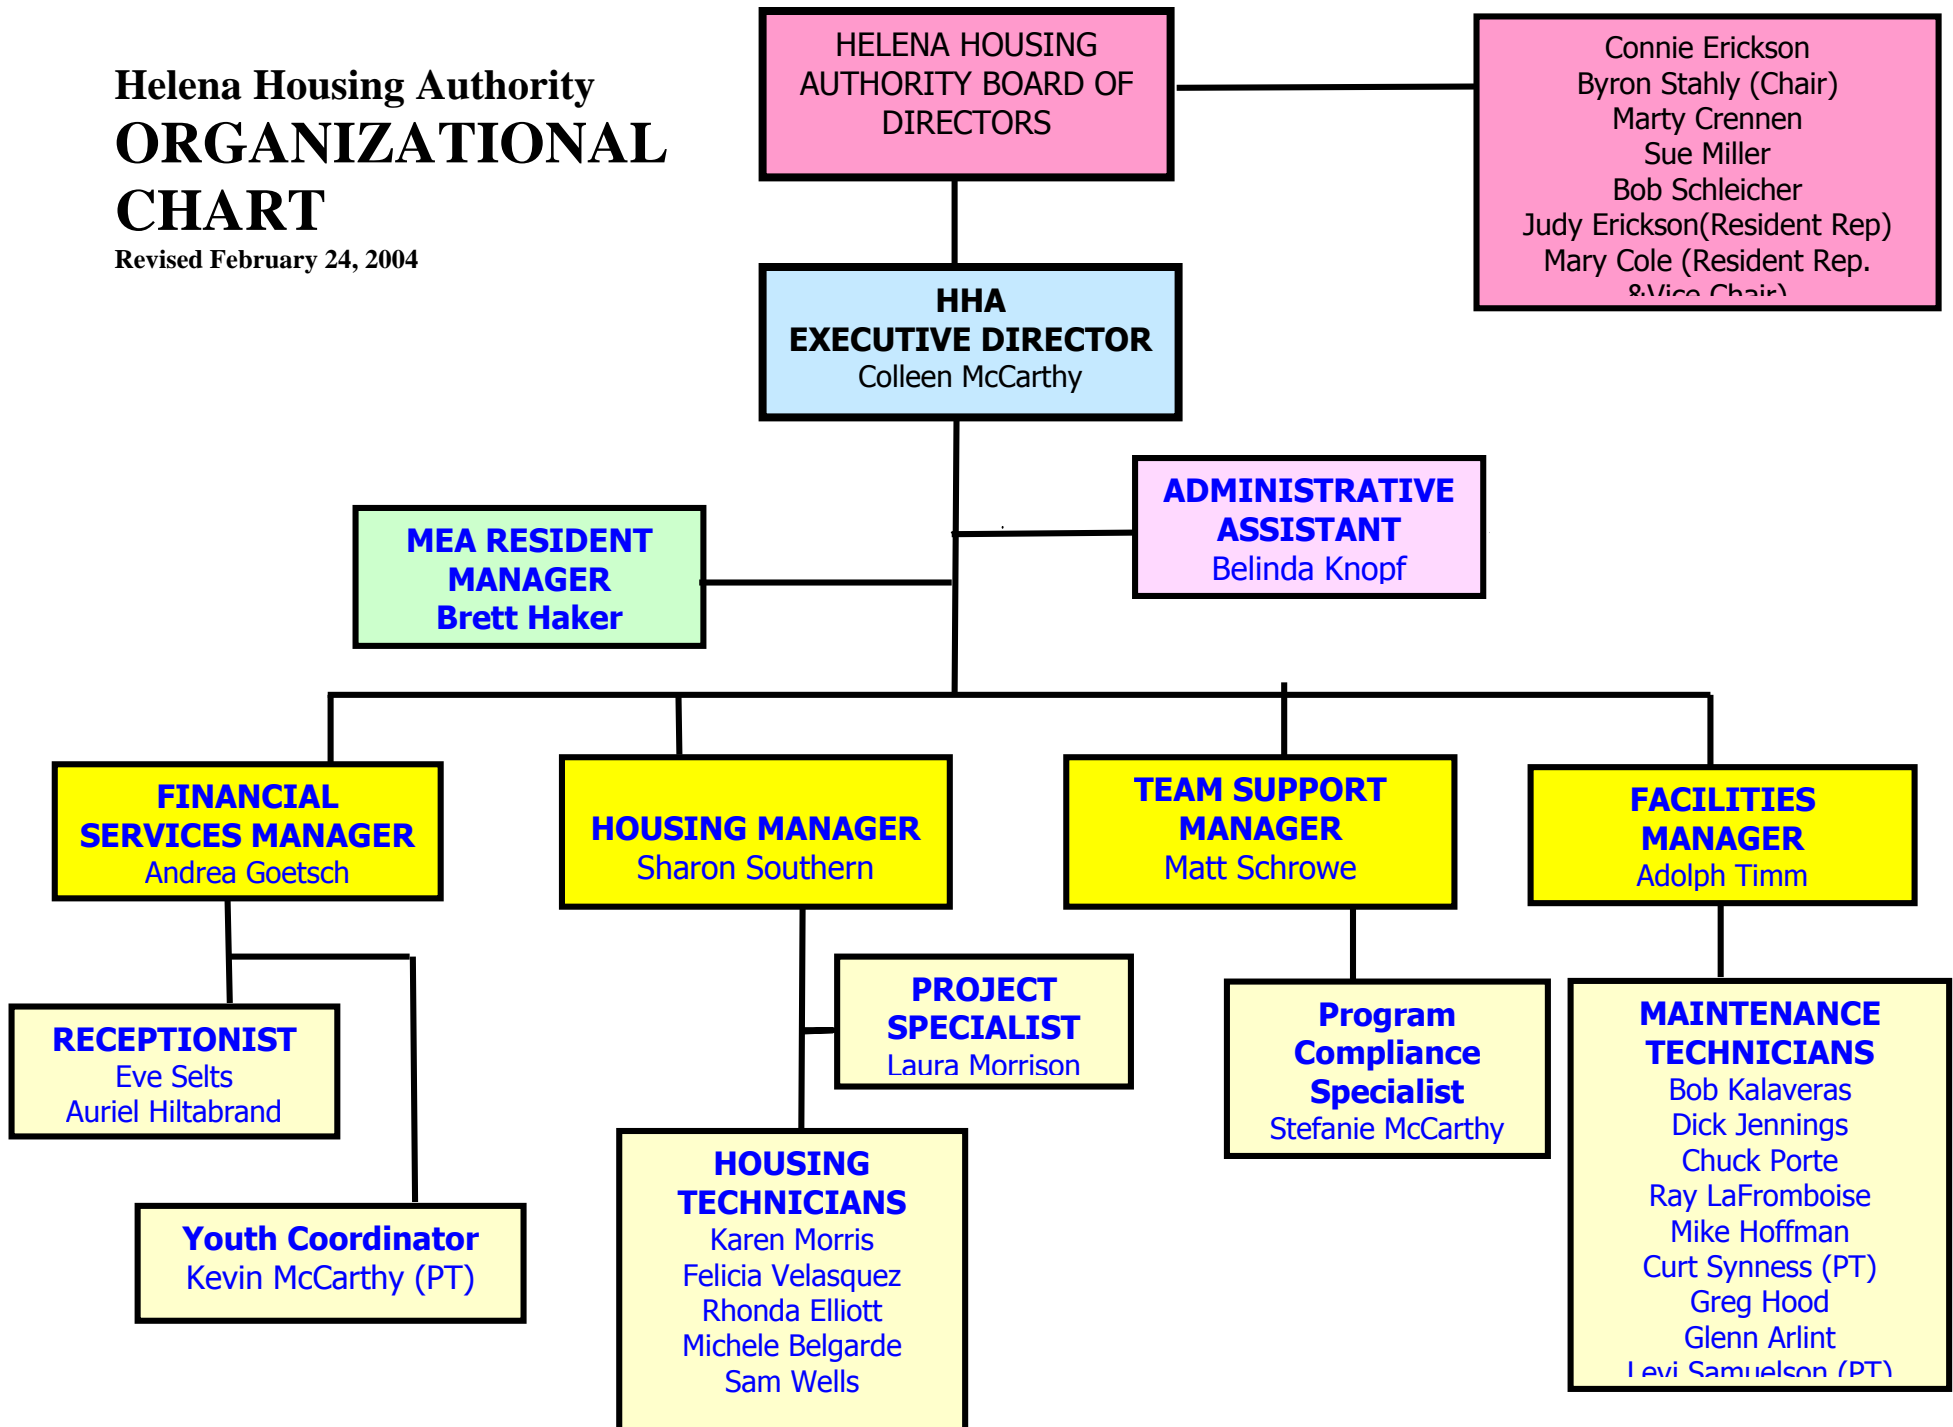 Helena Housing Authority
ORGANIZATIONAL
CHART
Revised February 24, 2004
HELENA HOUSING
AUTHORITY BOARD OF
DIRECTORS
Connie Erickson
Byron Stahly (Chair)
Marty Crennen
Sue Miller
Bob Schleicher
Judy Erickson(Resident Rep)
Mary Cole (Resident Rep.
&Vice Chair)
HHA
EXECUTIVE DIRECTOR
Colleen McCarthy
ADMINISTRATIVE
ASSISTANT
Belinda Knopf
MEA RESIDENT
MANAGER
Brett Haker
FINANCIAL
SERVICES MANAGER
Andrea Goetsch
HOUSING MANAGER
Sharon Southern
TEAM SUPPORT
MANAGER
Matt Schrowe
FACILITIES
MANAGER
Adolph Timm
RECEPTIONIST
Eve Selts
Auriel Hiltabrand
Youth Coordinator
Kevin McCarthy (PT)
PROJECT
SPECIALIST
Laura Morrison
HOUSING
TECHNICIANS
Karen Morris
Felicia Velasquez
Rhonda Elliott
Michele Belgarde
Sam Wells
Program
Compliance
Specialist
Stefanie McCarthy
MAINTENANCE
TECHNICIANS
Bob Kalaveras
Dick Jennings
Chuck Porte
Ray LaFromboise
Mike Hoffman
Curt Synness (PT)
Greg Hood
Glenn Arlint
Levi Samuelson (PT)